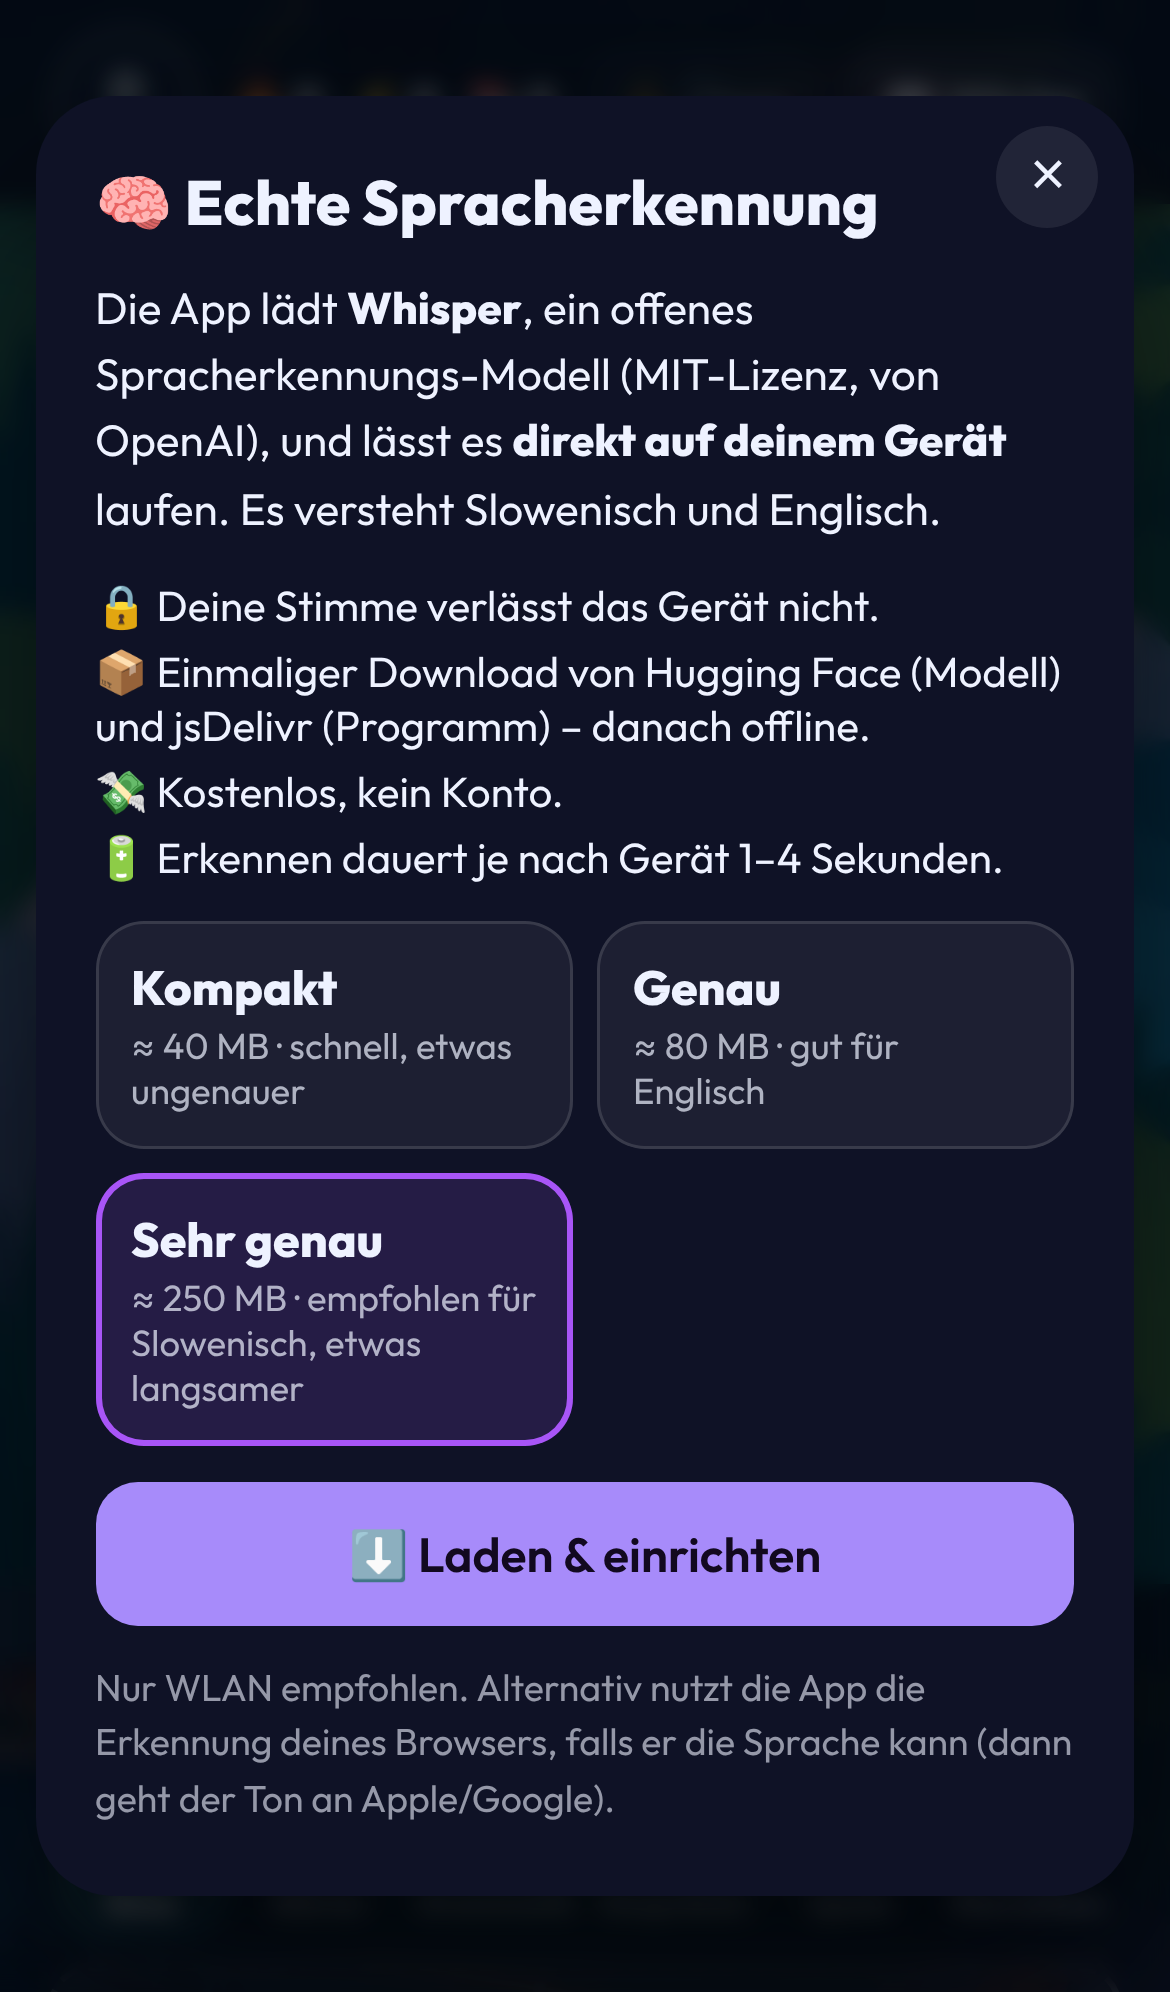 🧠 Echte Spracherkennung
×
Die App lädt Whisper, ein offenes
Spracherkennungs-Modell (MIT-Lizenz, von
OpenAI), und lässt es direkt auf deinem Gerät
laufen. Es versteht Slowenisch und Englisch.
🔒 Deine Stimme verlässt das Gerät nicht.
📦 Einmaliger Download von Hugging Face (Modell)
und jsDelivr (Programm) – danach offline.
💸 Kostenlos, kein Konto.
🔋 Erkennen dauert je nach Gerät 1–4 Sekunden.
Kompakt
≈ 40 MB · schnell, etwas
ungenauer
Genau
≈ 80 MB · gut für
Englisch
Sehr genau
≈ 250 MB · empfohlen für
Slowenisch, etwas
langsamer
⬇️ Laden & einrichten
Nur WLAN empfohlen. Alternativ nutzt die App die
Erkennung deines Browsers, falls er die Sprache kann (dann
geht der Ton an Apple/Google).